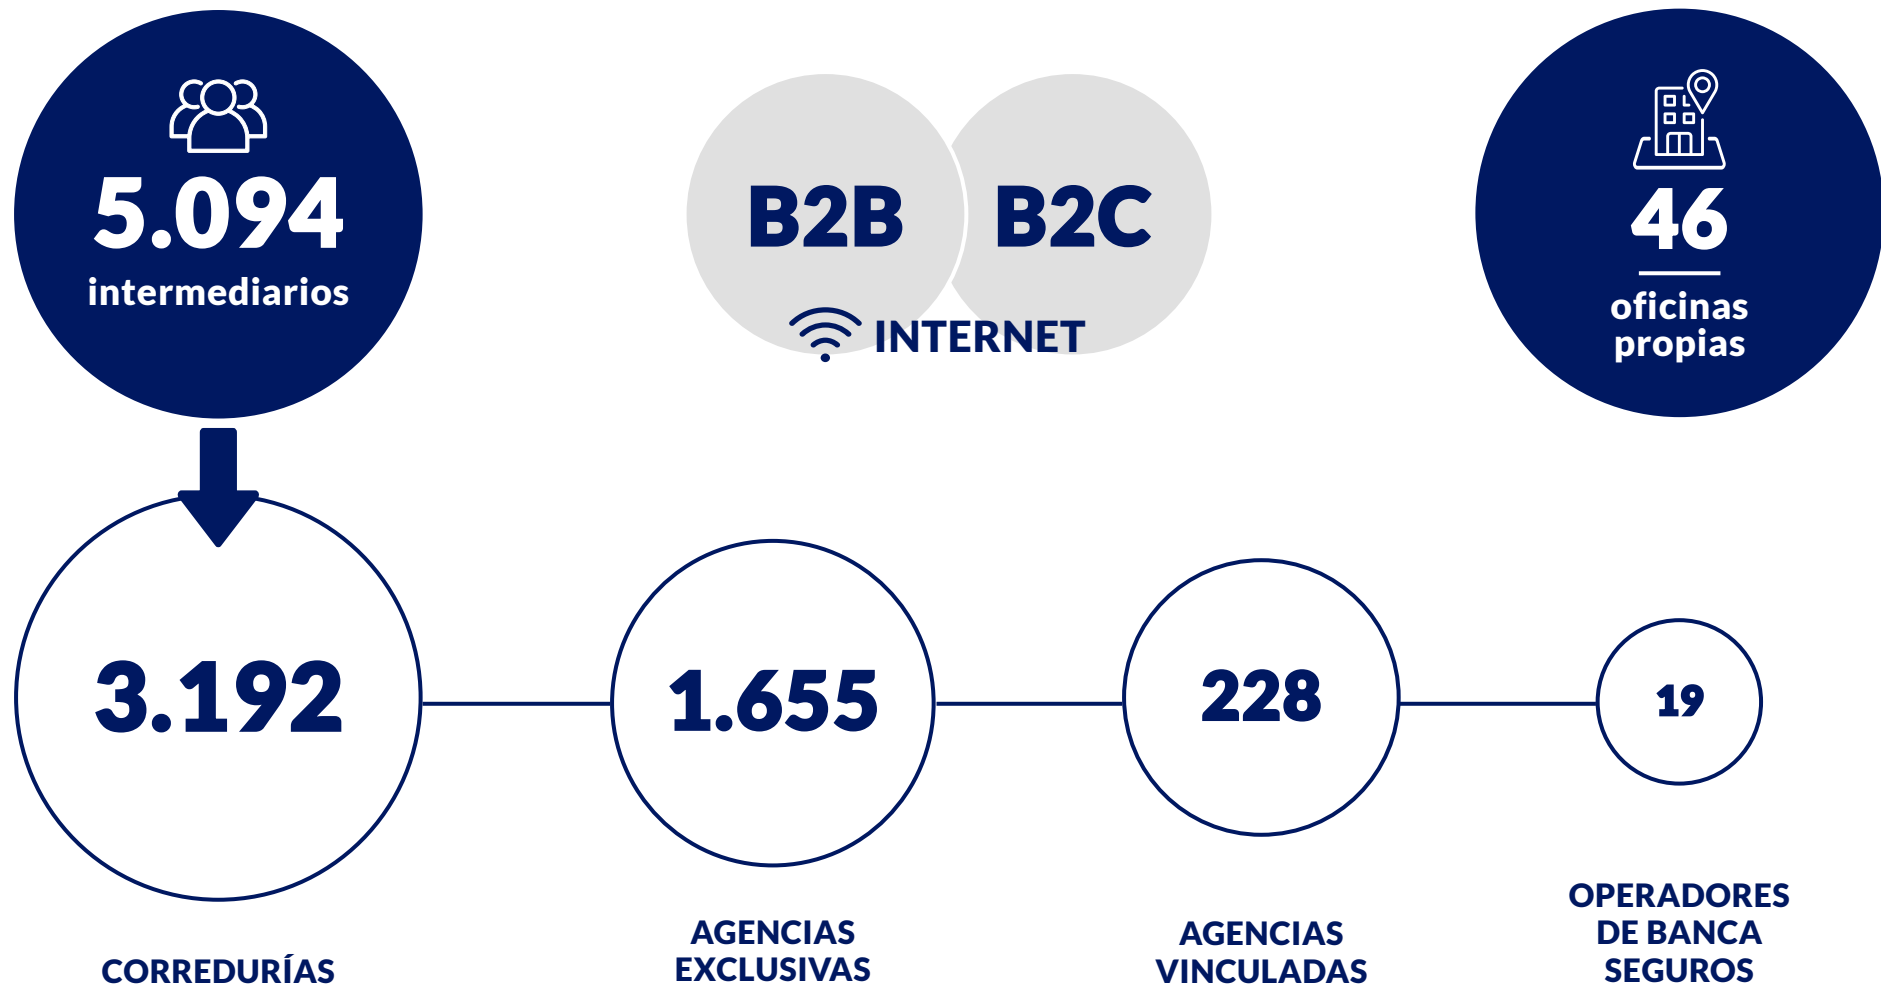 5.094
intermediarios
B2B
B2C
INTERNET
46
oficinas
propias
3.192
CORREDURÍAS
1.655
AGENCIAS
EXCLUSIVAS
228
AGENCIAS
VINCULADAS
19
OPERADORES
DE BANCA
SEGUROS